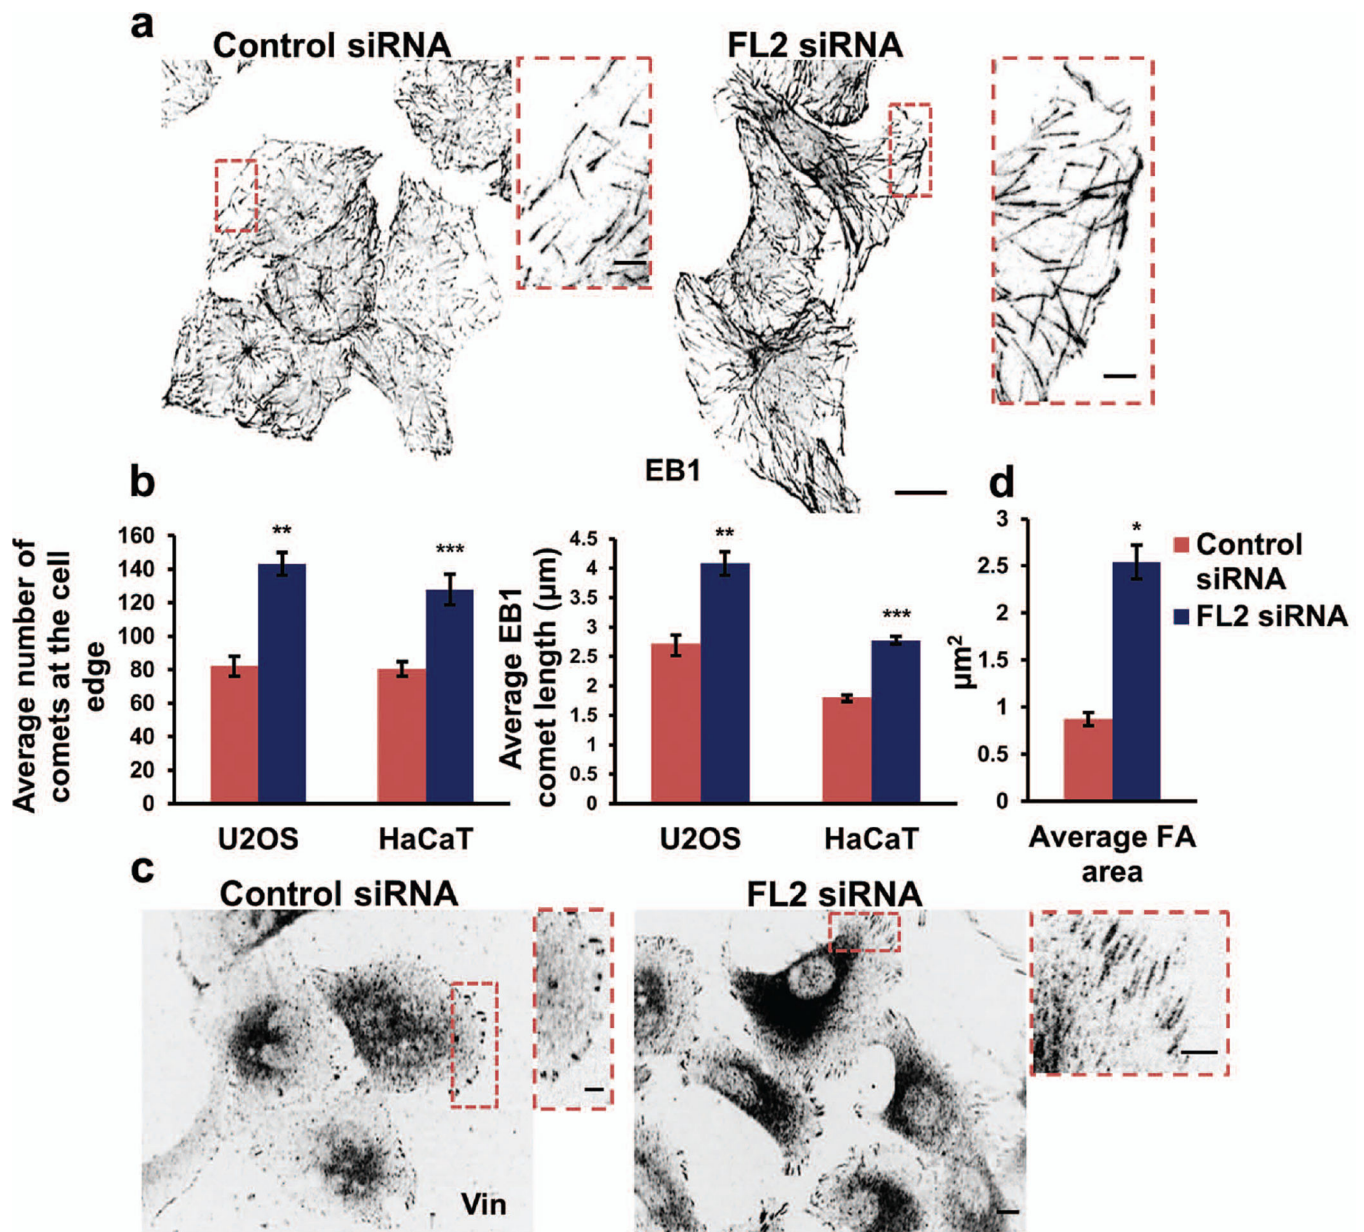 a
Control siRNA
FL2 siRNA
EB1
b
Average number of
comets at the cell
edge
160
140
120
100
80
60
40
20
0
**
***
U2OS
HaCaT
Average EB1
comet length (µm)
4.5
4
3.5
3
2.5
2
1.5
1
0.5
0
**
***
U2OS
HaCaT
d
µm²
3
2.5
2
1.5
1
0.5
0
*
Average FA
area
Control
siRNA
FL2 siRNA
c
Control siRNA
FL2 siRNA
Vin